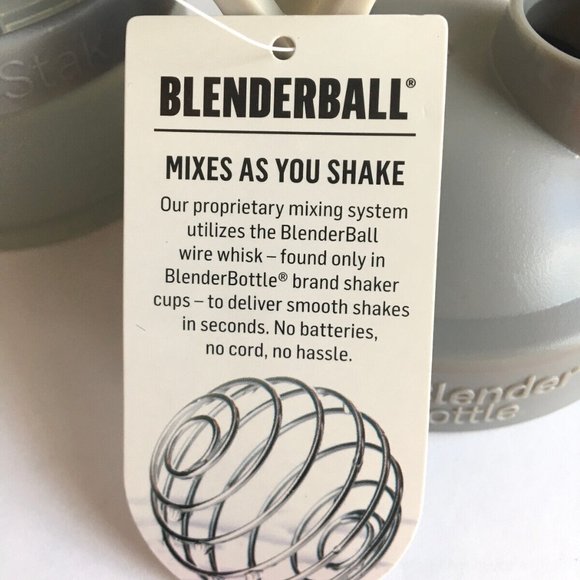 BLENDERBALL®
MIXES AS YOU SHAKE
Our proprietary mixing system
utilizes the BlenderBall
wire whisk – found only in
BlenderBottle® brand shaker
cups – to deliver smooth shakes
in seconds. No batteries,
no cord, no hassle.
Stak
Blender
Bottle